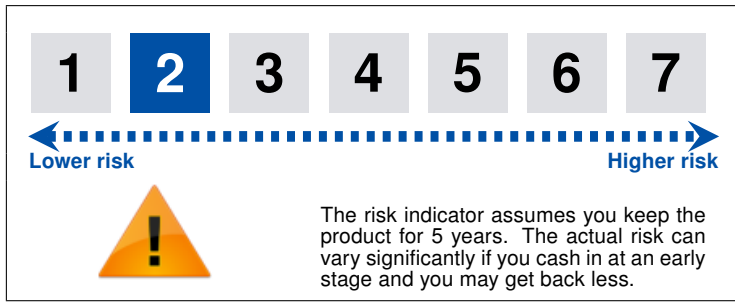 1 2 3 4 5 6 7
Lower risk Higher risk
!
The risk indicator assumes you keep the
product for 5 years. The actual risk can
vary significantly if you cash in at an early
stage and you may get back less.